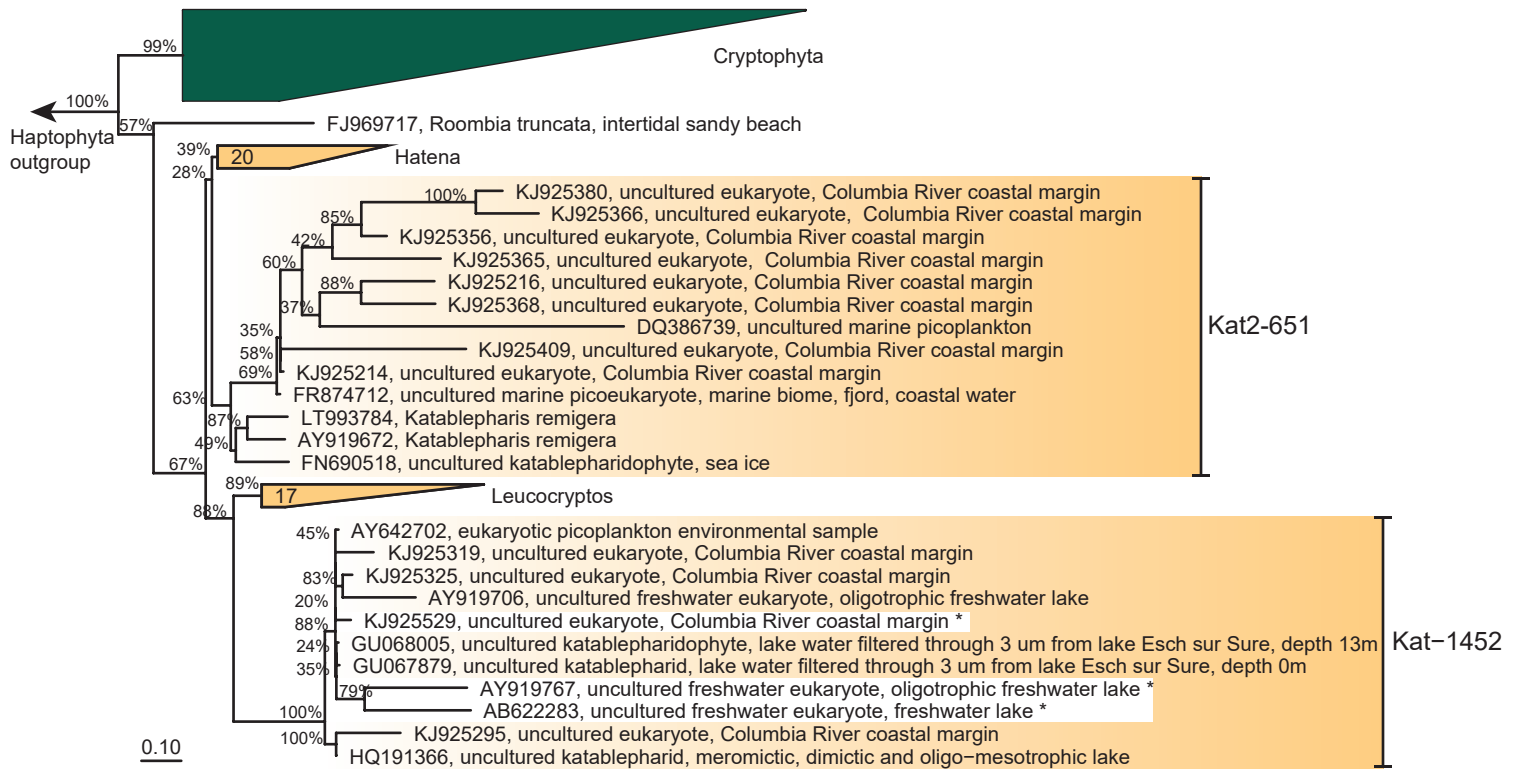 99%
Cryptophyta
100%
Haptophyta
outgroup
57%
FJ969717, Roombia truncata, intertidal sandy beach
39%
20
Hatena
28%
100%
KJ925380, uncultured eukaryote, Columbia River coastal margin
KJ925366, uncultured eukaryote, Columbia River coastal margin
85%
KJ925356, uncultured eukaryote, Columbia River coastal margin
42%
KJ925365, uncultured eukaryote, Columbia River coastal margin
60%
88%
KJ925216, uncultured eukaryote, Columbia River coastal margin
37%
KJ925368, uncultured eukaryote, Columbia River coastal margin
DQ386739, uncultured marine picoplankton
Kat2-651
35%
58%
KJ925409, uncultured eukaryote, Columbia River coastal margin
69%
KJ925214, uncultured eukaryote, Columbia River coastal margin
63%
FR874712, uncultured marine picoeukaryote, marine biome, fjord, coastal water
87%
LT993784, Katablepharis remigera
49%
AY919672, Katablepharis remigera
67%
FN690518, uncultured katablepharidophyte, sea ice
89%
17
Leucocryptos
88%
45%
AY642702, eukaryotic picoplankton environmental sample
KJ925319, uncultured eukaryote, Columbia River coastal margin
83%
KJ925325, uncultured eukaryote, Columbia River coastal margin
20%
AY919706, uncultured freshwater eukaryote, oligotrophic freshwater lake
88%
KJ925529, uncultured eukaryote, Columbia River coastal margin *
24%
GU068005, uncultured katablepharidophyte, lake water filtered through 3 um from lake Esch sur Sure, depth 13m
Kat−1452
35%
GU067879, uncultured katablepharid, lake water filtered through 3 um from lake Esch sur Sure, depth 0m
79%
AY919767, uncultured freshwater eukaryote, oligotrophic freshwater lake *
100%
AB622283, uncultured freshwater eukaryote, freshwater lake *
100%
KJ925295, uncultured eukaryote, Columbia River coastal margin
0.10
HQ191366, uncultured katablepharid, meromictic, dimictic and oligo−mesotrophic lake